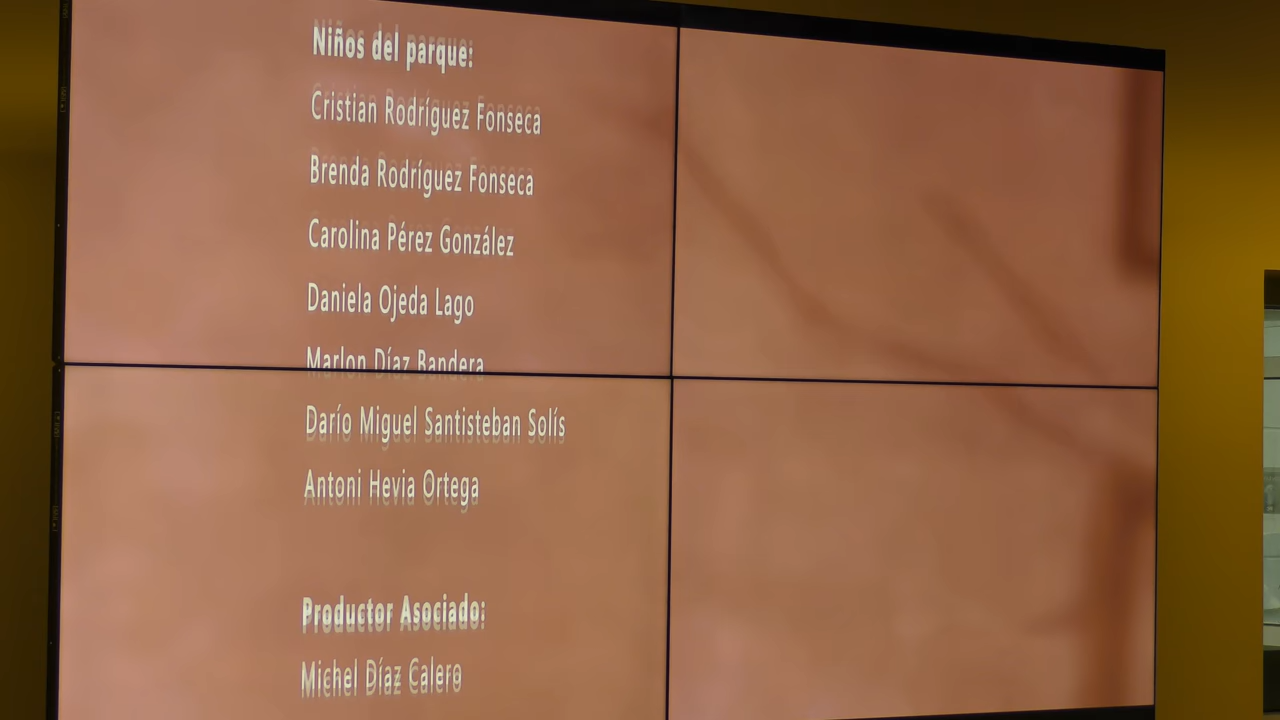 Niños del parque:
Cristian Rodríguez Fonseca
Brenda Rodríguez Fonseca
Carolina Pérez González
Daniela Ojeda Lago
Marlon Díaz Bandera
Darío Miguel Santisteban Solís
Antoni Hevia Ortega
Productor Asociado:
Michel Díaz Calero